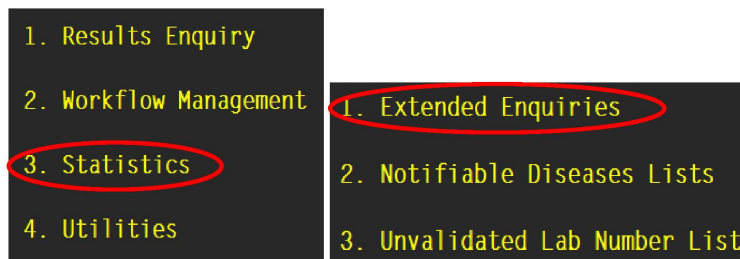 1. Results Enquiry
2. Workflow Management
3. Statistics
4. Utilities
1. Extended Enquiries
2. Notifiable Diseases Lists
3. Unvalidated Lab Number List